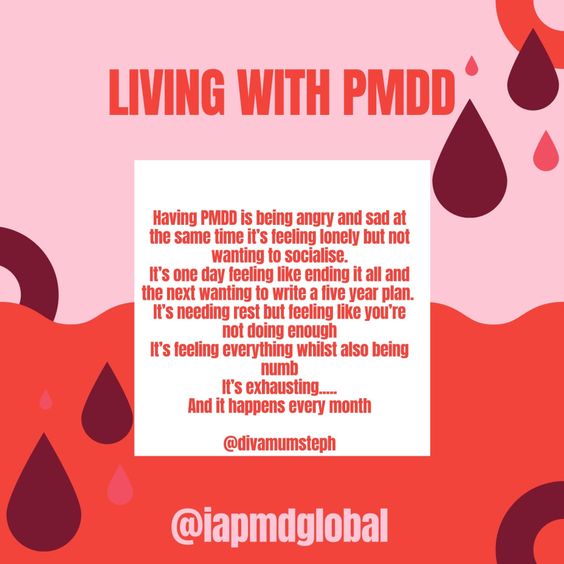 LIVING WITH PMDD
Having PMDD is being angry and sad at
the same time it's feeling lonely but not
wanting to socialise.
It's one day feeling like ending it all and
the next wanting to write a five year plan.
It's needing rest but feeling like you're
not doing enough
It's feeling everything whilst also being
numb
It's exhausting.....
And it happens every month
@divamumsteph
@iapmdglobal